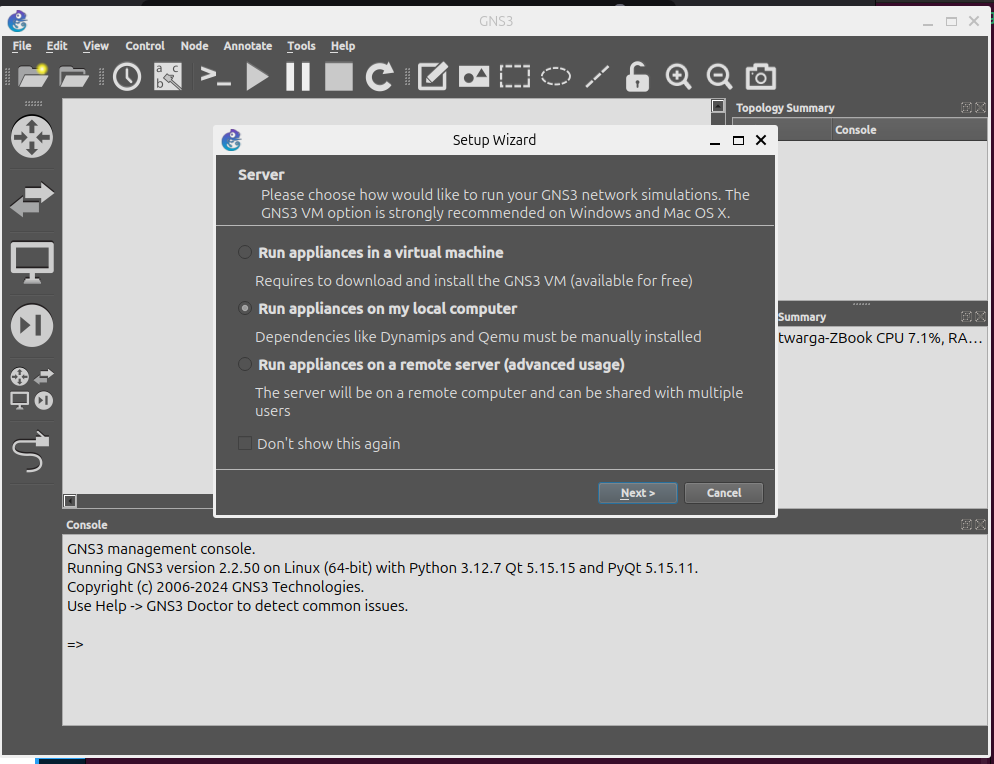 GNS3
File Edit View Control Node Annotate Tools Help
a c
b
Topology Summary
Console
Setup Wizard
Server
Please choose how would like to run your GNS3 network simulations. The
GNS3 VM option is strongly recommended on Windows and Mac OS X.
Run appliances in a virtual machine
Requires to download and install the GNS3 VM (available for free)
Run appliances on my local computer
Dependencies like Dynamips and Qemu must be manually installed
Run appliances on a remote server (advanced usage)
The server will be on a remote computer and can be shared with multiple
users
Don't show this again
Next >
Cancel
Summary
twarga-ZBook CPU 7.1%, RA...
Console
GNS3 management console.
Running GNS3 version 2.2.50 on Linux (64-bit) with Python 3.12.7 Qt 5.15.15 and PyQt 5.15.11.
Copyright (c) 2006-2024 GNS3 Technologies.
Use Help -> GNS3 Doctor to detect common issues.
=>